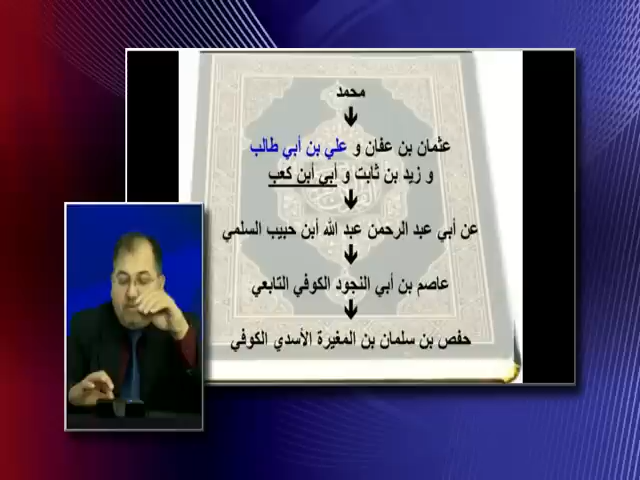 محمد
عثمان بن عفان و علي بن أبي طالب
و زيد بن ثابت و أبي أبن كعب
عن أبي عبد الرحمن عبد الله أبن حبيب السلمي
عاصم بن أبي النجود الكوفي التابعي
حفص بن سلمان بن المغيرة الأسدي الكوفي